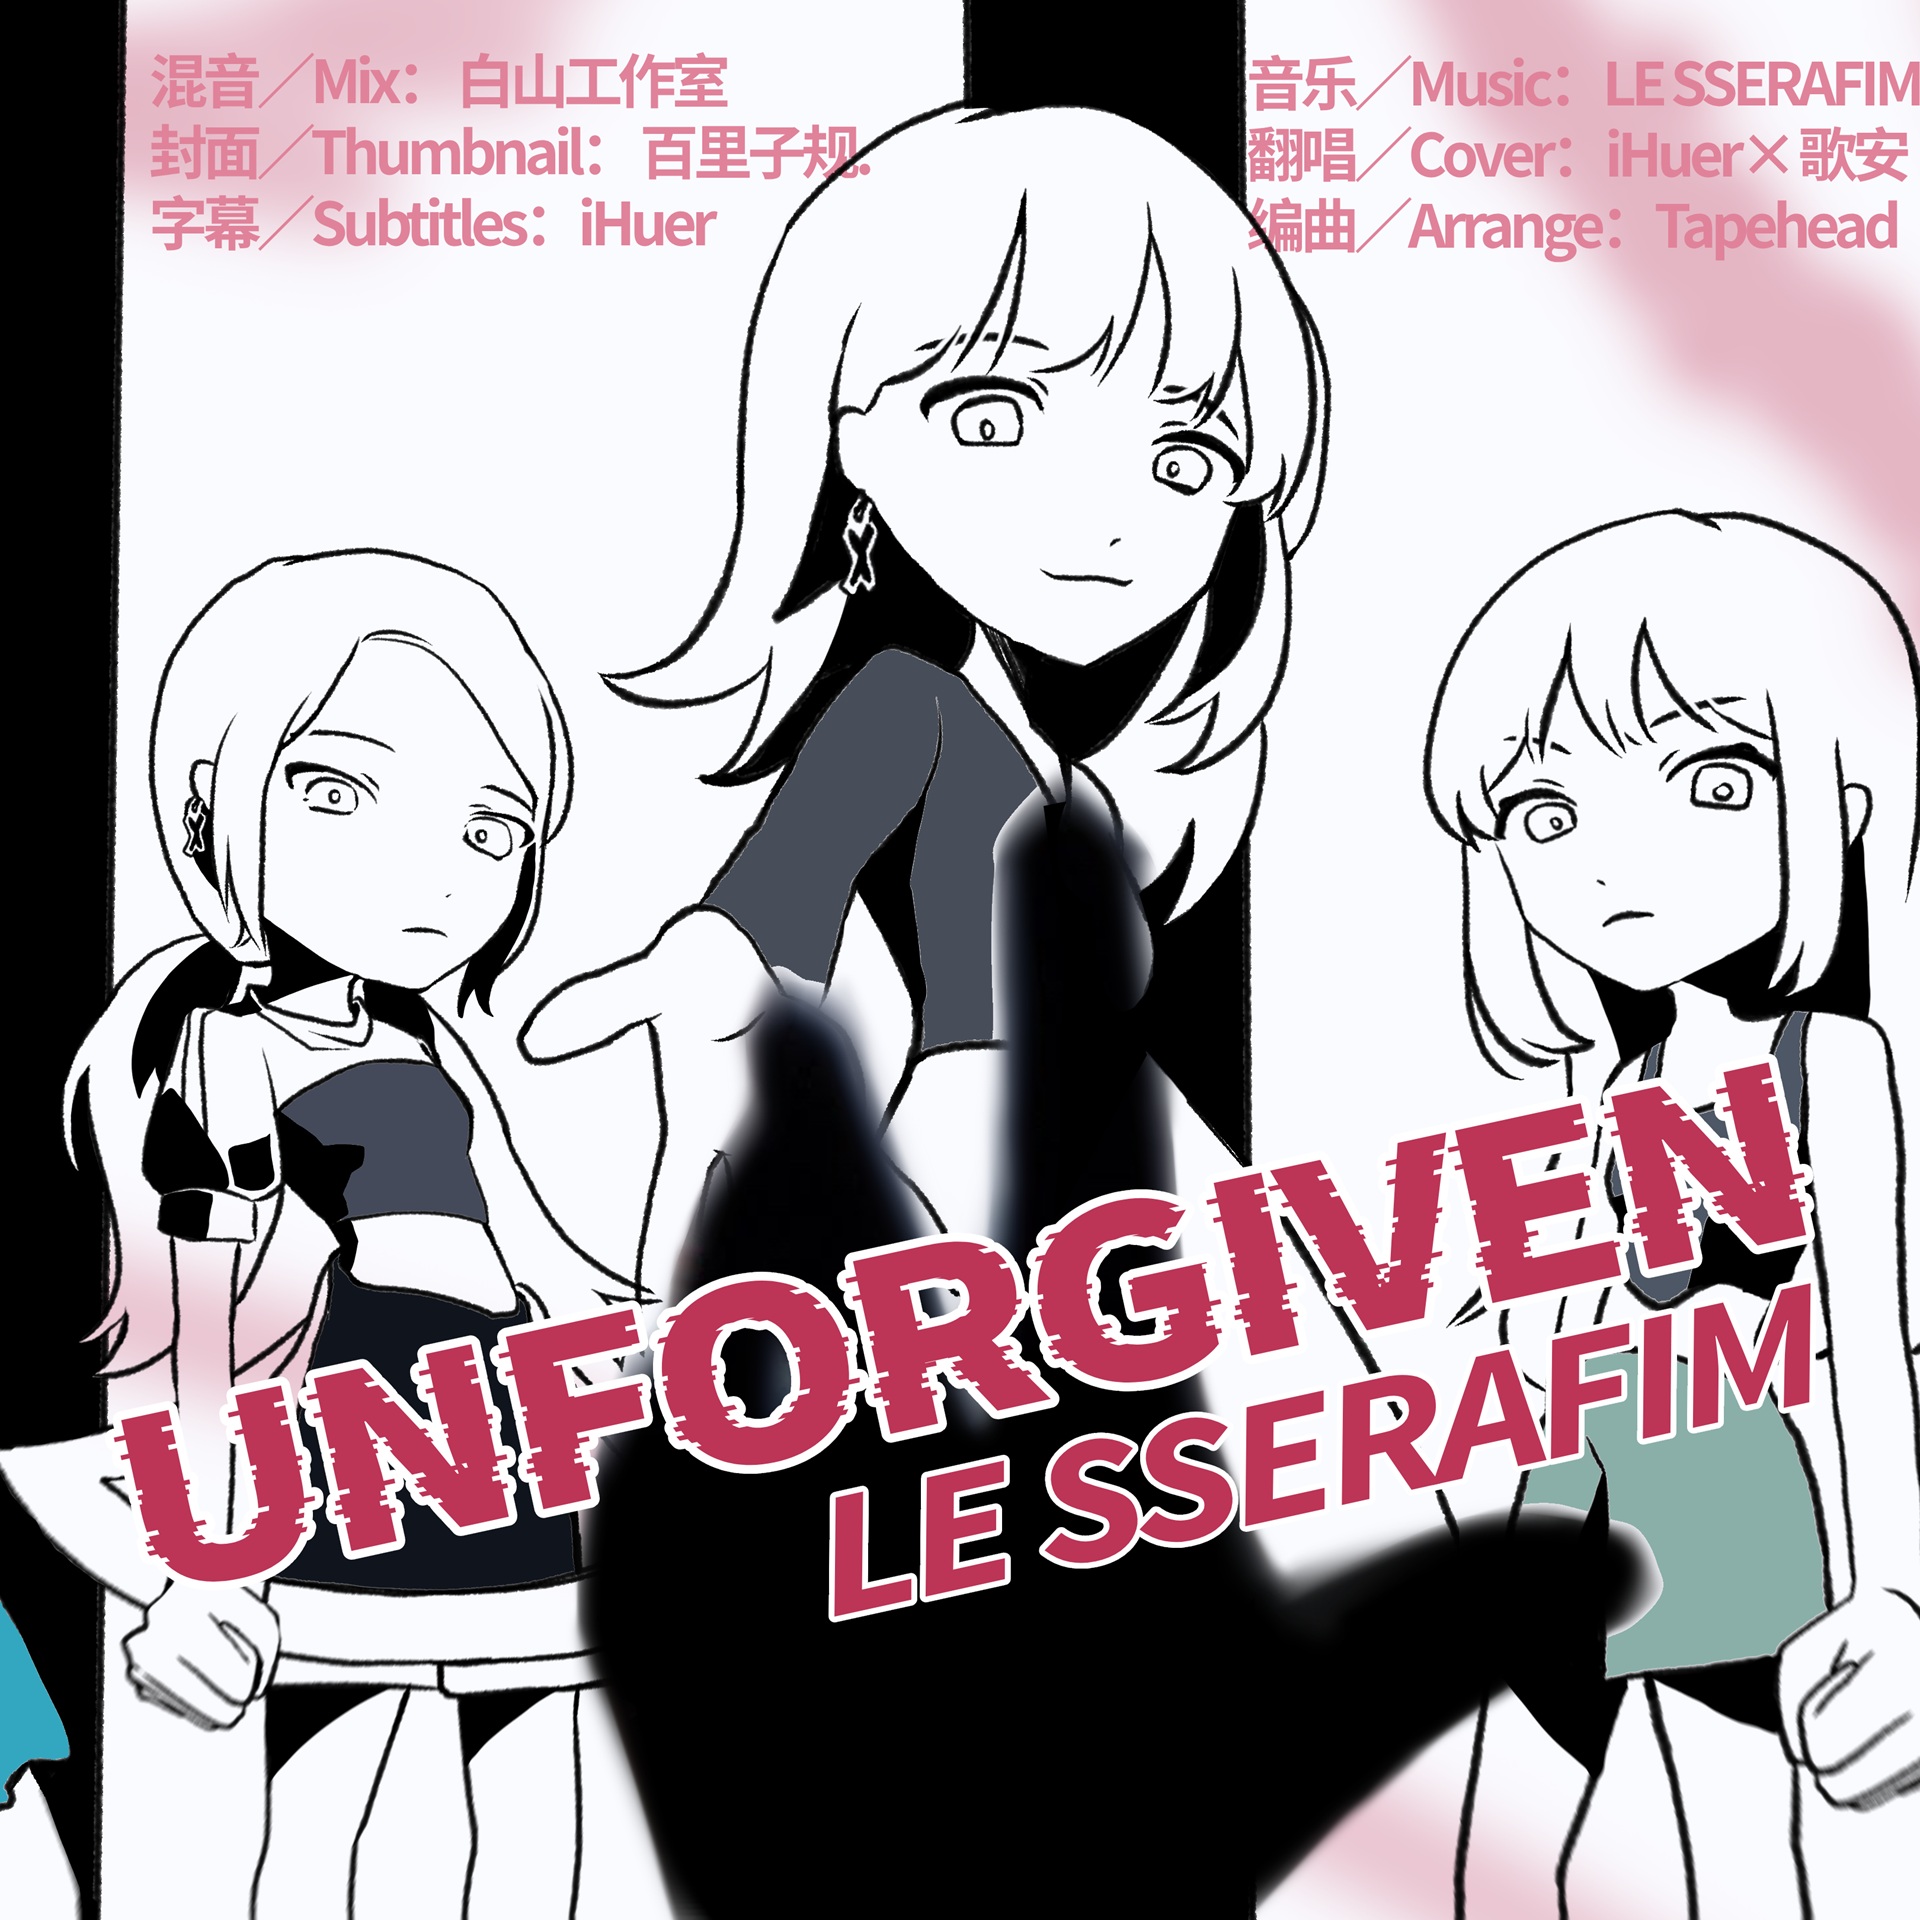 混音／Mix： 白山工作室
封面／Thumbnail： 百里子规.
字幕／Subtitles：iHuer
音乐／Music： LE SSERAFIM
翻唱／Cover： iHuer×歌安
编曲／Arrange： Tapehead
UNFORGIVEN
LE SSERAFIM